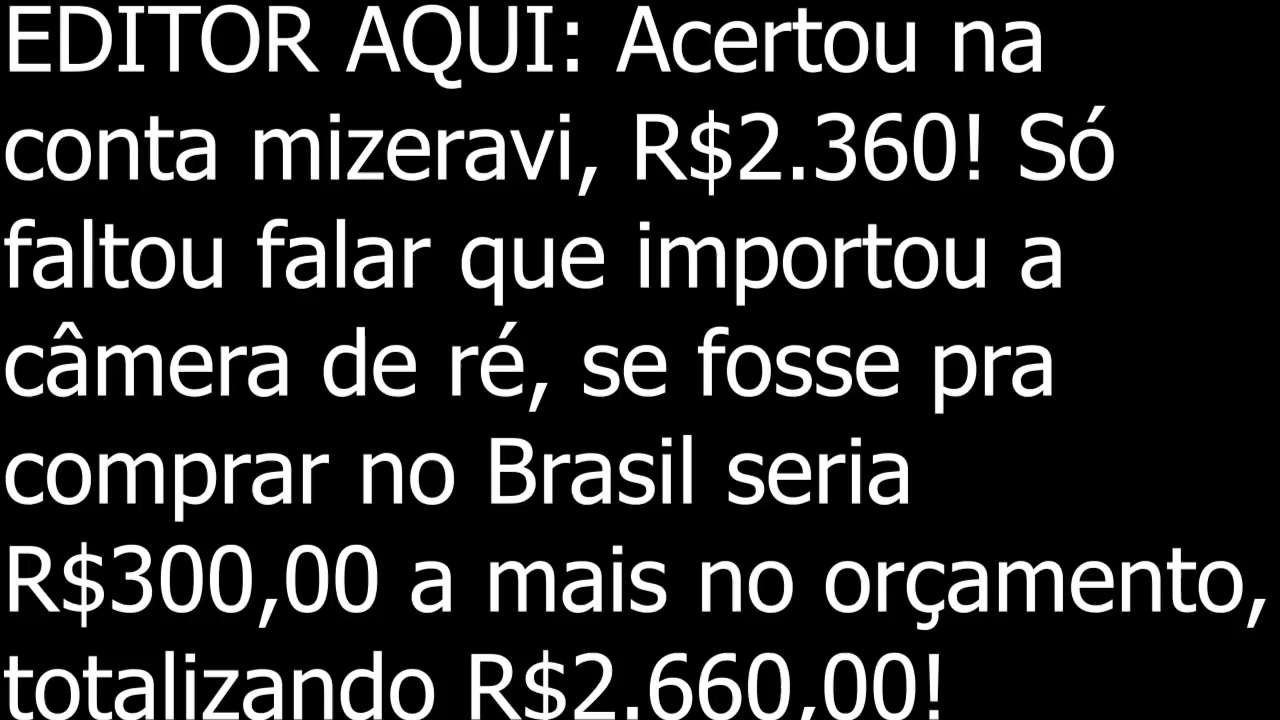 EDITOR AQUI: Acertou na
conta mizeravi, R$2.360! Só
faltou falar que importou a
câmera de ré, se fosse pra
comprar no Brasil seria
R$300,00 a mais no orçamento,
totalizando R$2.660,00!